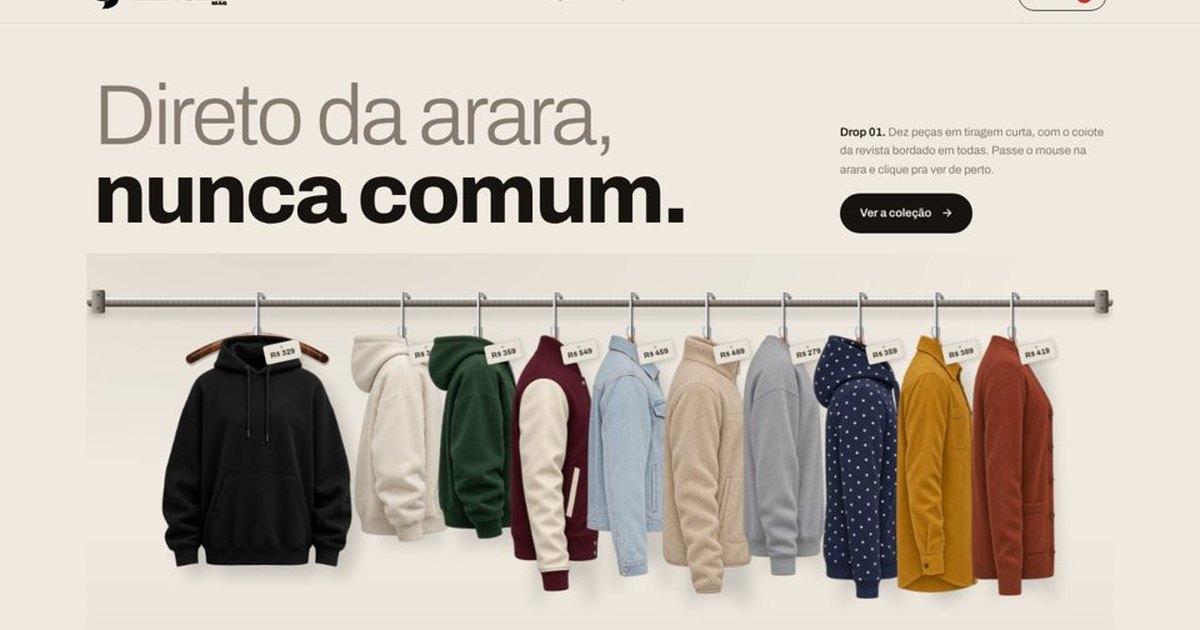 MAG
Direto da arara,
nunca comum.
Drop 01. Dez peças em tiragem curta, com o coiote
da revista bordado em todas. Passe o mouse na
arara e clique pra ver de perto.
Ver a coleção →
R$ 329
R$ 359
R$ 549
R$ 459
R$ 489
R$ 279
R$ 359
R$ 389
R$ 419